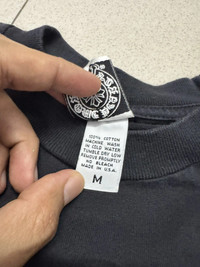 100% COTTON
MACHINE WASH
IN COLD WATER
TUMBLE DRY LOW
REMOVE PROMPTLY
NO BLEACH
MADE IN U.S.A.
M